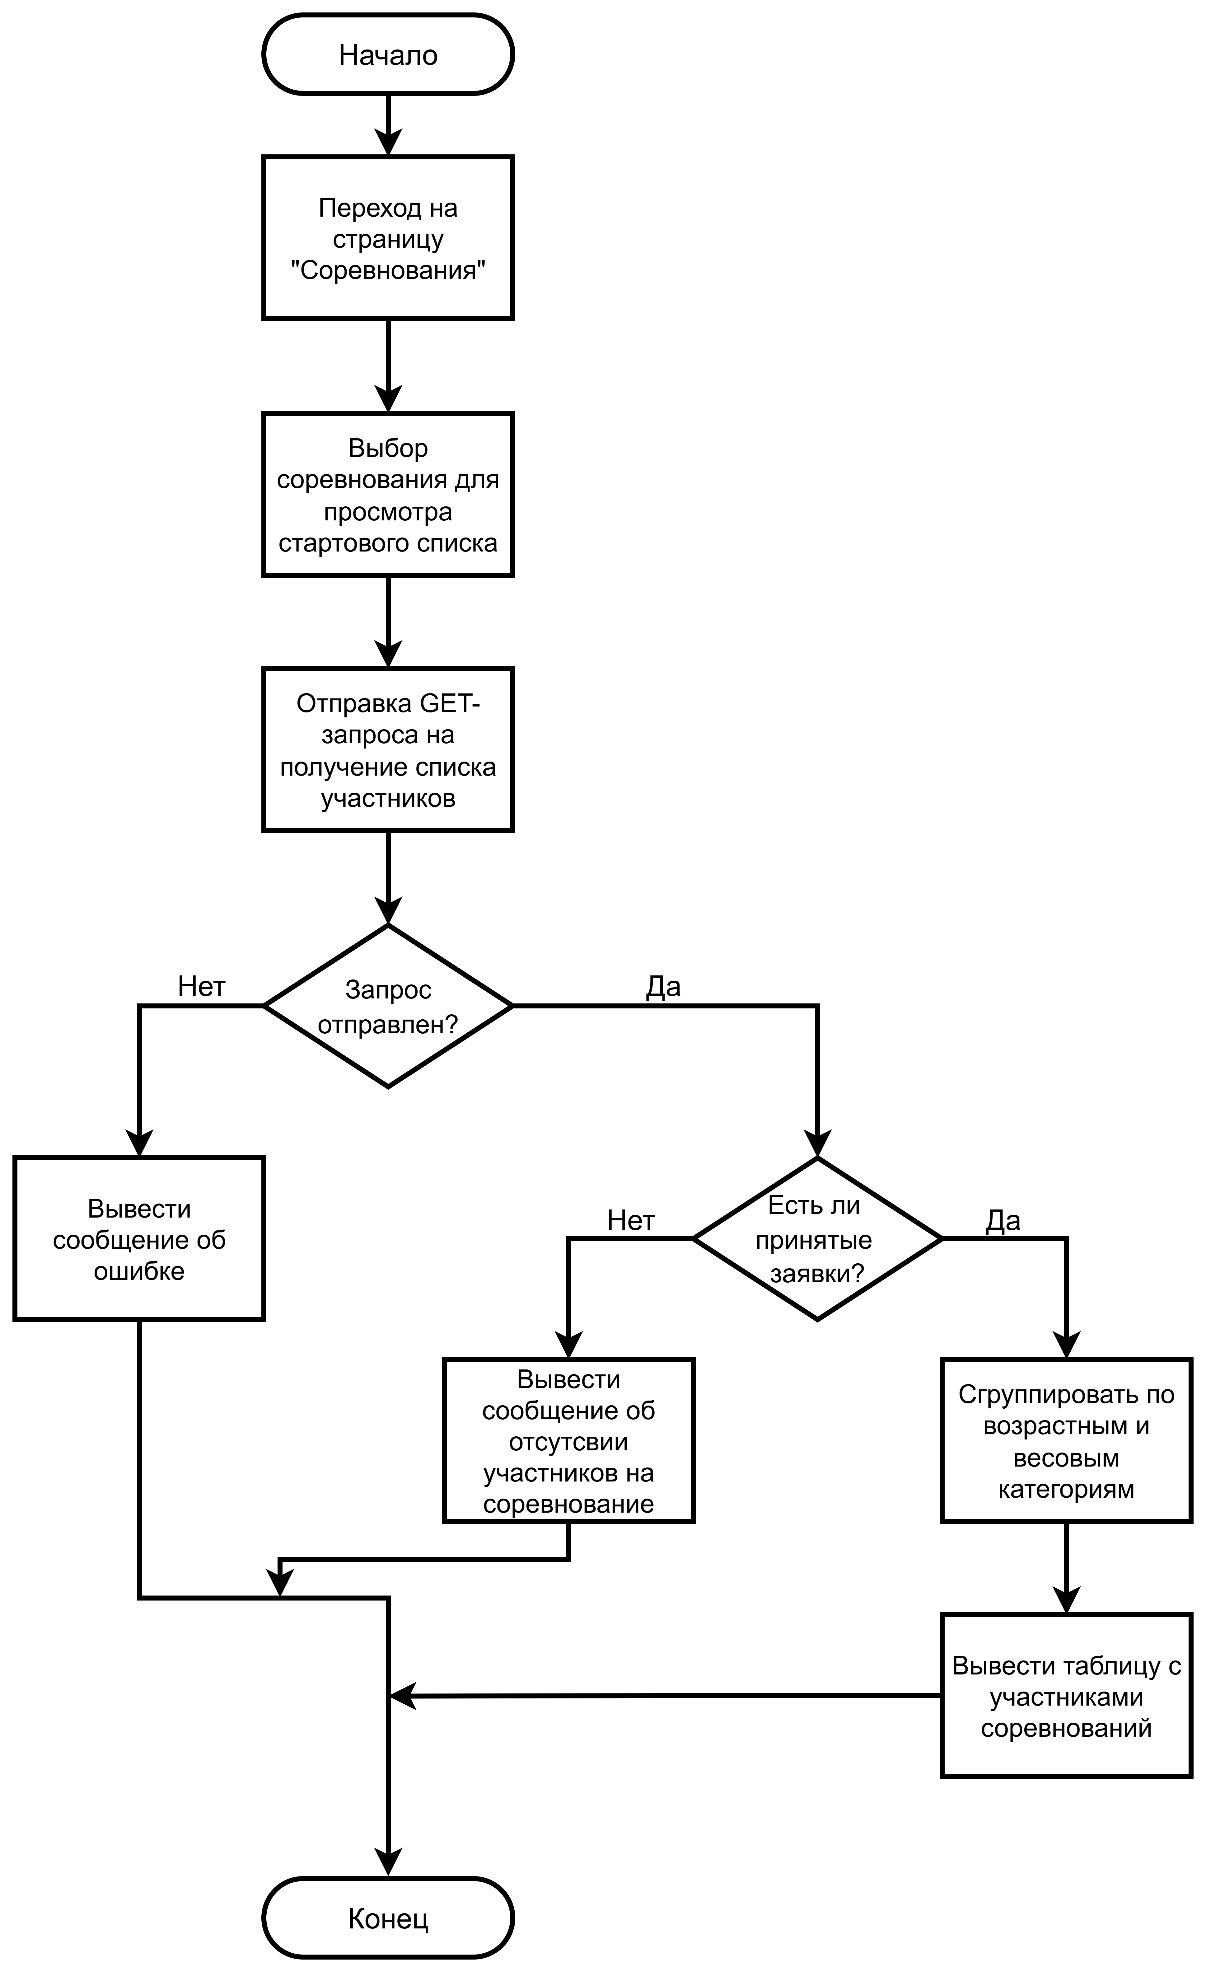 Начало
Переход на
страницу
"Соревнования"
Выбор
соревнования для
просмотра
стартового списка
Отправка GET-
запроса на
получение списка
участников
Запрос
отправлен?
Нет
Да
Вывести
сообщение об
ошибке
Есть ли
принятые
заявки?
Нет
Да
Вывести
сообщение об
отсутсвии
участников на
соревнование
Сгруппировать по
возрастным и
весовым
категориям
Вывести таблицу с
участниками
соревнований
Конец